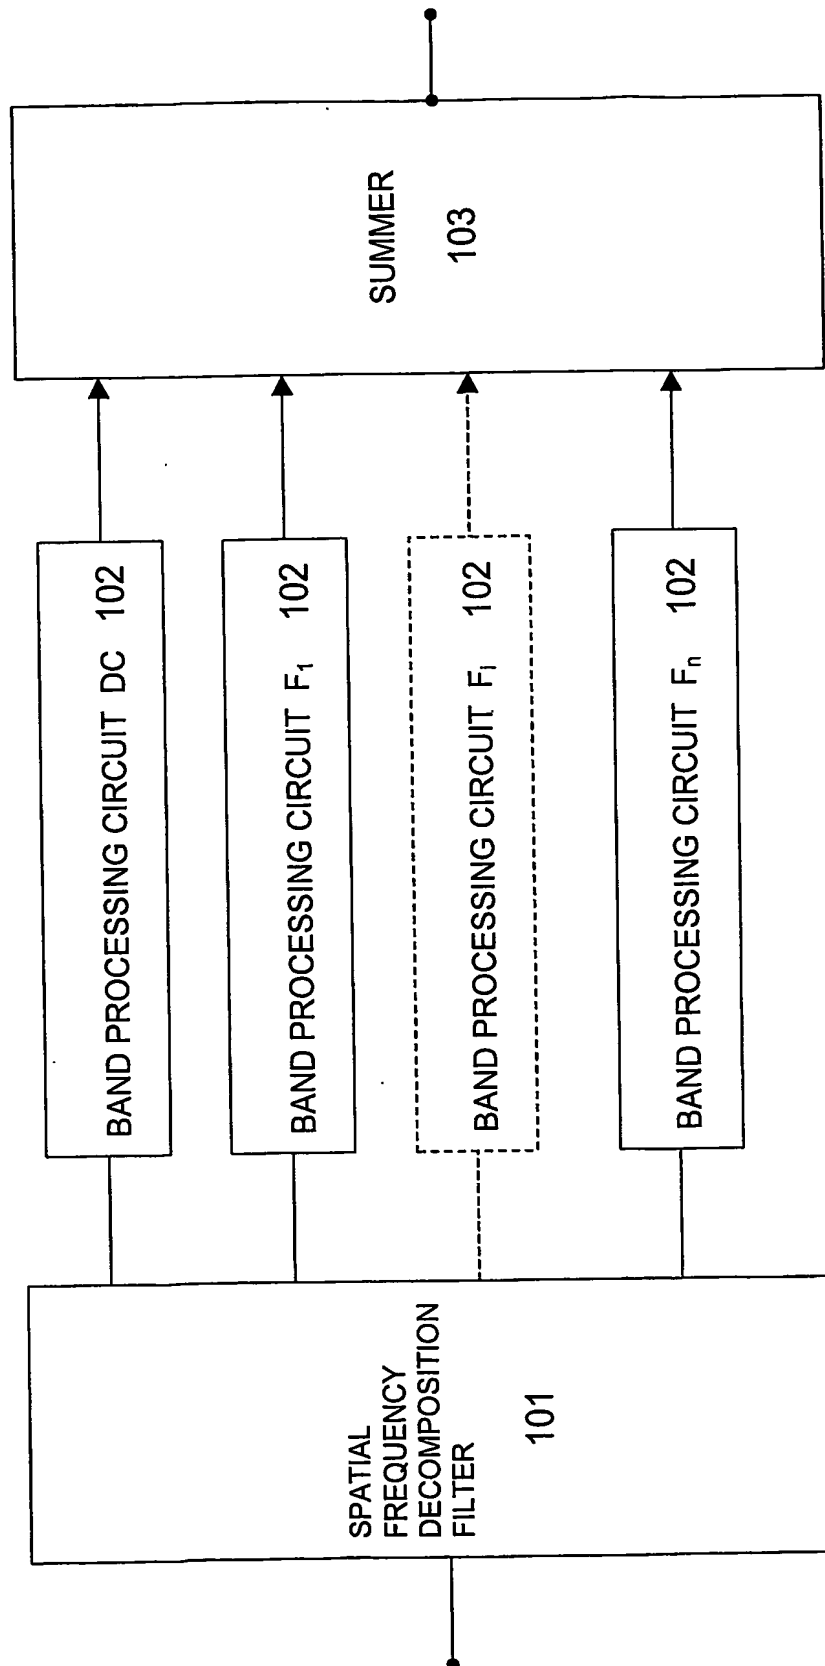 SPATIAL
FREQUENCY
DECOMPOSITION
FILTER
101
BAND PROCESSING CIRCUIT DC 102
BAND PROCESSING CIRCUIT F₁ 102
BAND PROCESSING CIRCUIT Fᵢ 102
BAND PROCESSING CIRCUIT Fₙ 102
SUMMER
103